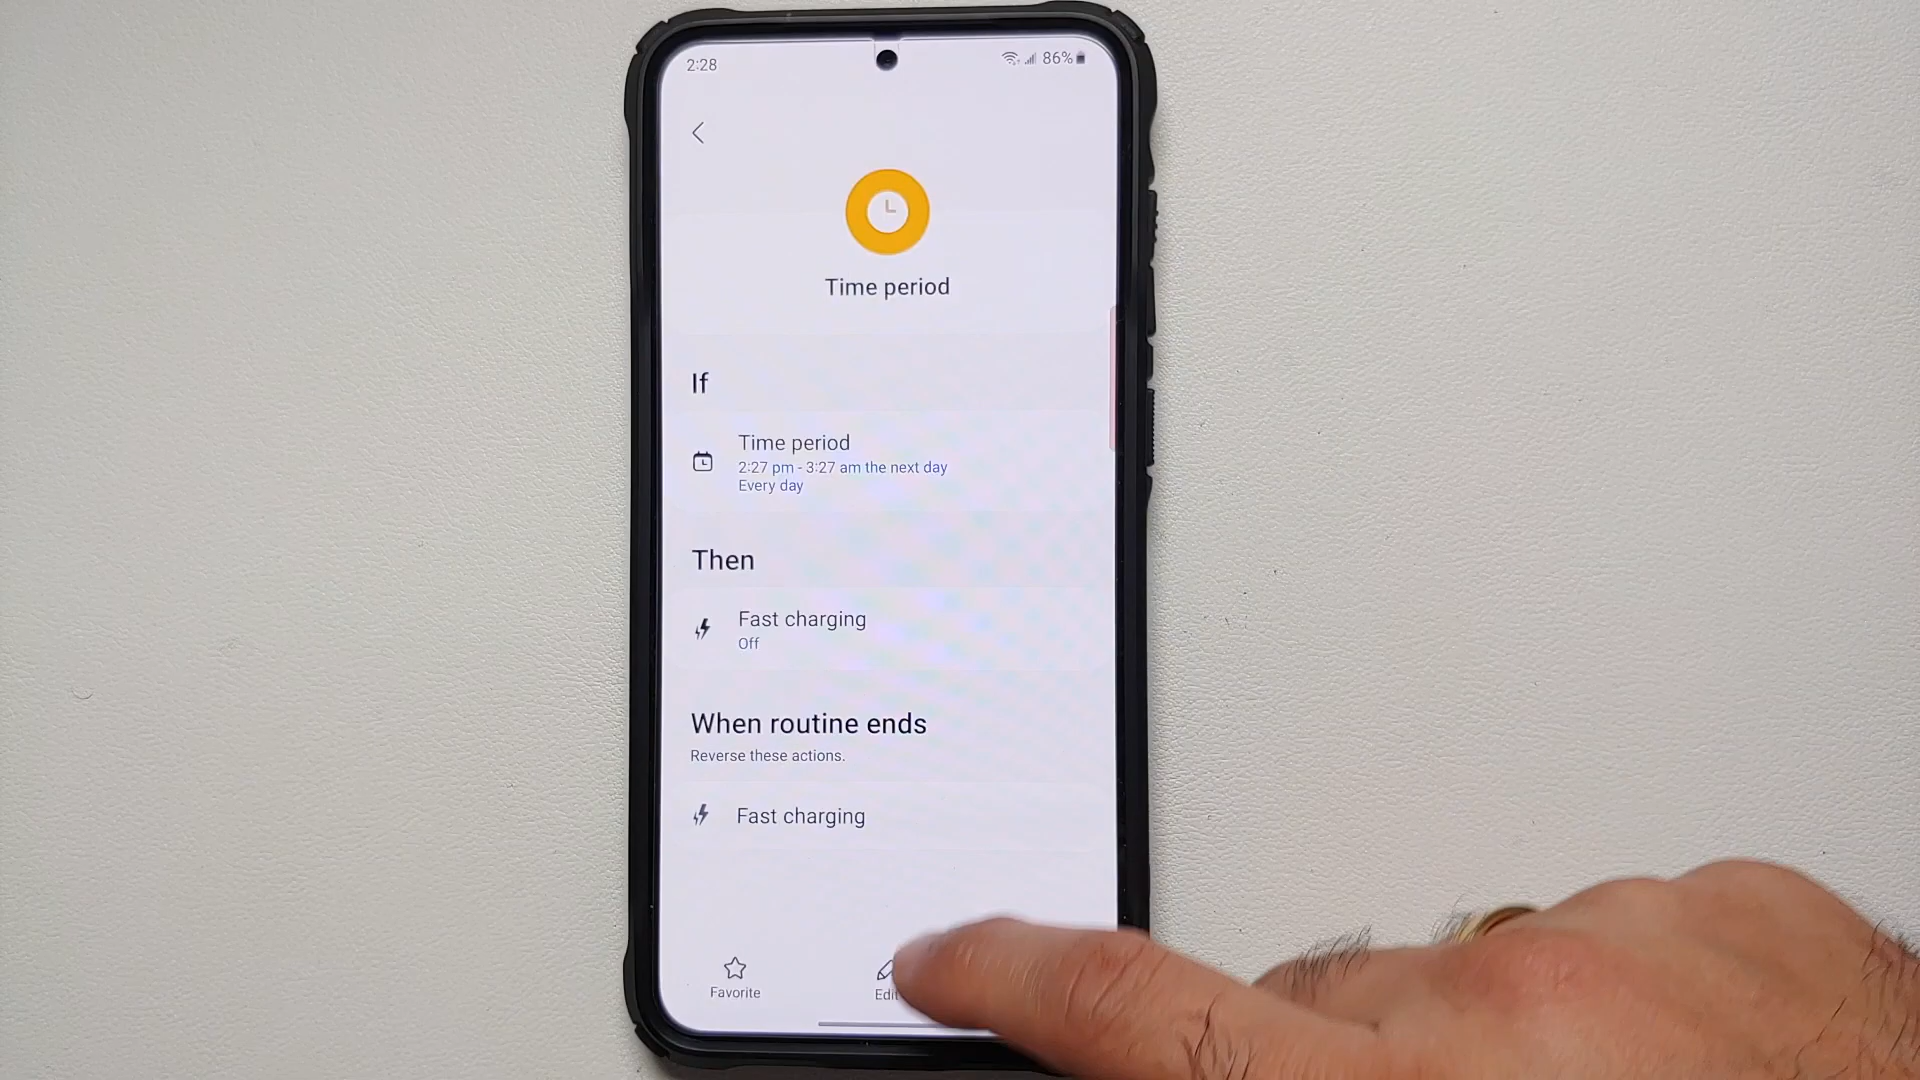 2:28
86%
Time period
If
Time period
2:27 pm - 3:27 am the next day
Every day
Then
Fast charging
Off
When routine ends
Reverse these actions.
Fast charging
Favorite
Edit